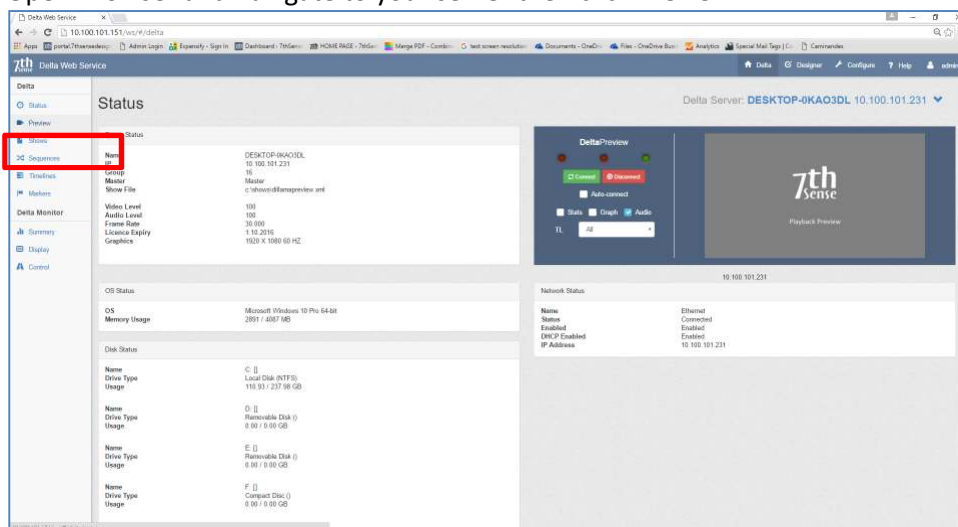 Delta Web Service
10.100.101.151/ws/#/delta
Apps portal.7thsensedesign Admin Login Expensify - Sign In Dashboard - 7thSens HOME PAGE - 7thSen Merge PDF - Combin test screen resolution Documents - OneDri Files - OneDrive Busi Analytics Special Mail Tags | C Caminandes
7th Sense Delta Web Service Delta Designer Configure ? Help admin
Delta
Status
Preview
Shows
Sequences
Timelines
Markers
Delta Monitor
Summary
Display
Control
Status
Delta Server: DESKTOP-0KAO3DL 10.100.101.231
Status
Name DESKTOP-0KAO3DL
IP 10.100.101.231
Group 16
Master Master
Show File
Video Level 100
Audio Level 100
Frame Rate 30.000
Licence Expiry 1.10.2016
Graphics 1920 X 1080 60 HZ
DeltaPreview
Connect Disconnect
Auto-connect
Stats Graph Audio
TL All
7th Sense
Playback Preview
10.100.101.231
OS Status
OS Microsoft Windows 10 Pro 64-bit
Memory Usage 2891 / 4087 MB
Network Status
Name Ethernet
Status Connected
Enabled Enabled
DHCP Enabled Enabled
IP Address 10.100.101.231
Disk Status
Name C: []
Drive Type Local Disk (NTFS)
Usage 110.93 / 237.98 GB
Name D: []
Drive Type Removable Disk ()
Usage 0.00 / 0.00 GB
Name E: []
Drive Type Removable Disk ()
Usage 0.00 / 0.00 GB
Name F: []
Drive Type Compact Disc ()
Usage 0.00 / 0.00 GB